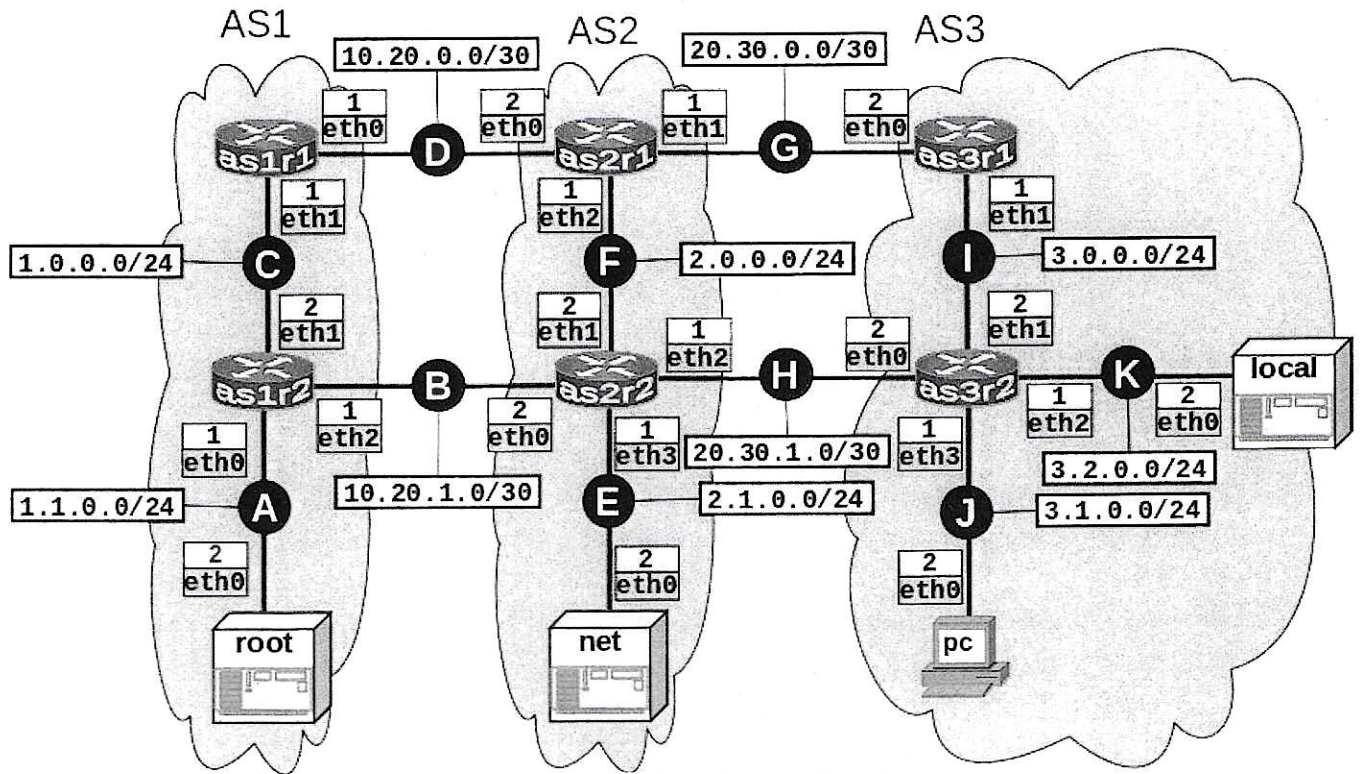 AS1
AS2
AS3
10.20.0.0/30
20.30.0.0/30
1
eth0
2
eth0
1
eth1
2
eth0
as1r1
D
as2r1
G
as3r1
1
eth1
1
eth2
1
eth1
1.0.0.0/24
C
F
2.0.0.0/24
I
3.0.0.0/24
2
eth1
2
eth1
1
eth2
2
eth0
2
eth1
as1r2
B
as2r2
H
as3r2
K
local
1
eth0
1
eth2
2
eth0
1
eth3
20.30.1.0/30
1
eth3
1
eth2
2
eth0
3.2.0.0/24
1.1.0.0/24
A
10.20.1.0/30
E
2.1.0.0/24
J
3.1.0.0/24
2
eth0
2
eth0
2
eth0
root
net
pc